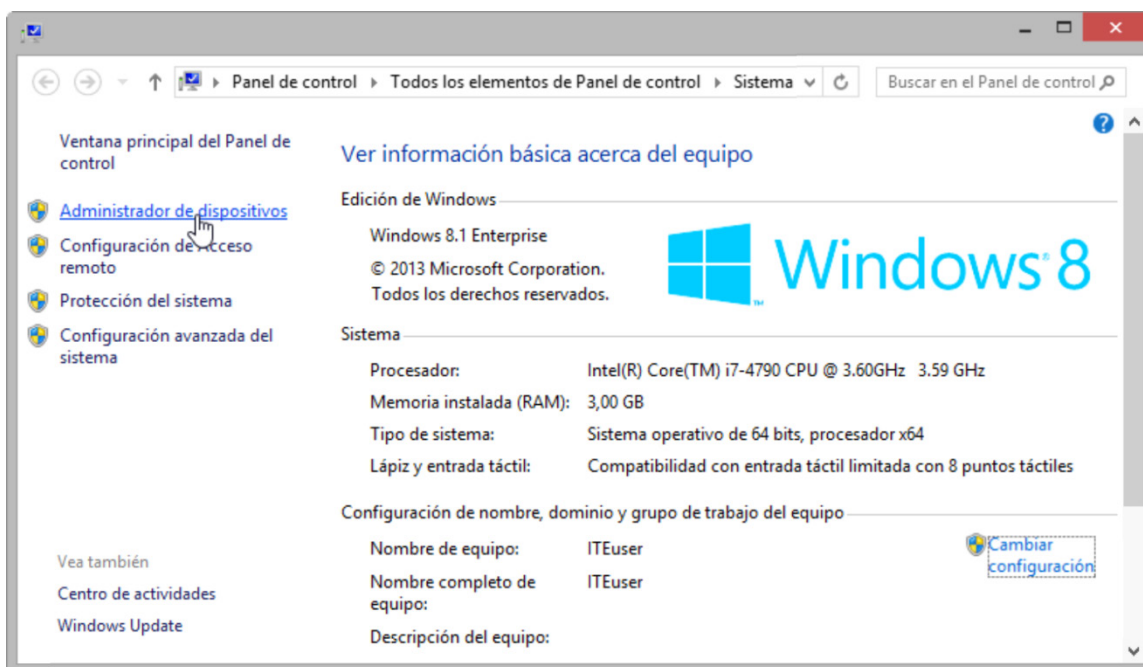 Panel de control Todos los elementos de Panel de control Sistema
Buscar en el Panel de control
Ventana principal del Panel de
control
Administrador de dispositivos
Configuración de Acceso
remoto
Protección del sistema
Configuración avanzada del
sistema
Vea también
Centro de actividades
Windows Update
Ver información básica acerca del equipo
Edición de Windows
Windows 8.1 Enterprise
© 2013 Microsoft Corporation.
Todos los derechos reservados.
Windows 8
Sistema
Procesador: Intel(R) Core(TM) i7-4790 CPU @ 3.60GHz 3.59 GHz
Memoria instalada (RAM): 3,00 GB
Tipo de sistema: Sistema operativo de 64 bits, procesador x64
Lápiz y entrada táctil: Compatibilidad con entrada táctil limitada con 8 puntos táctiles
Configuración de nombre, dominio y grupo de trabajo del equipo
Nombre de equipo: ITEuser
Cambiar
configuración
Nombre completo de
equipo:
ITEuser
Descripción del equipo: